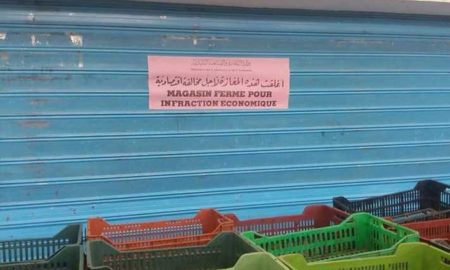 أغلقت هذه المغازة لأجل مخالفة اقتصادية
MAGASIN FERME POUR
INFRACTION ECONOMIQUE